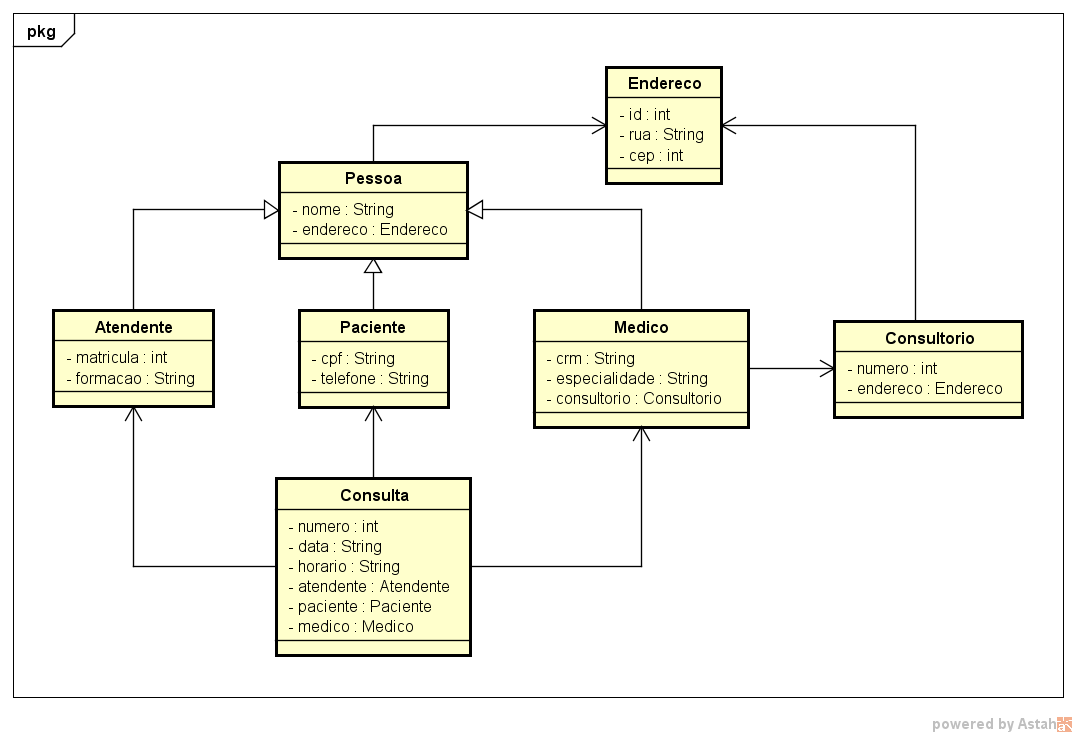 pkg
Endereco
- id : int
- rua : String
- cep : int
Pessoa
- nome : String
- endereco : Endereco
Atendente
- matricula : int
- formacao : String
Paciente
- cpf : String
- telefone : String
Medico
- crm : String
- especialidade : String
- consultorio : Consultorio
Consultorio
- numero : int
- endereco : Endereco
Consulta
- numero : int
- data : String
- horario : String
- atendente : Atendente
- paciente : Paciente
- medico : Medico
powered by Astah